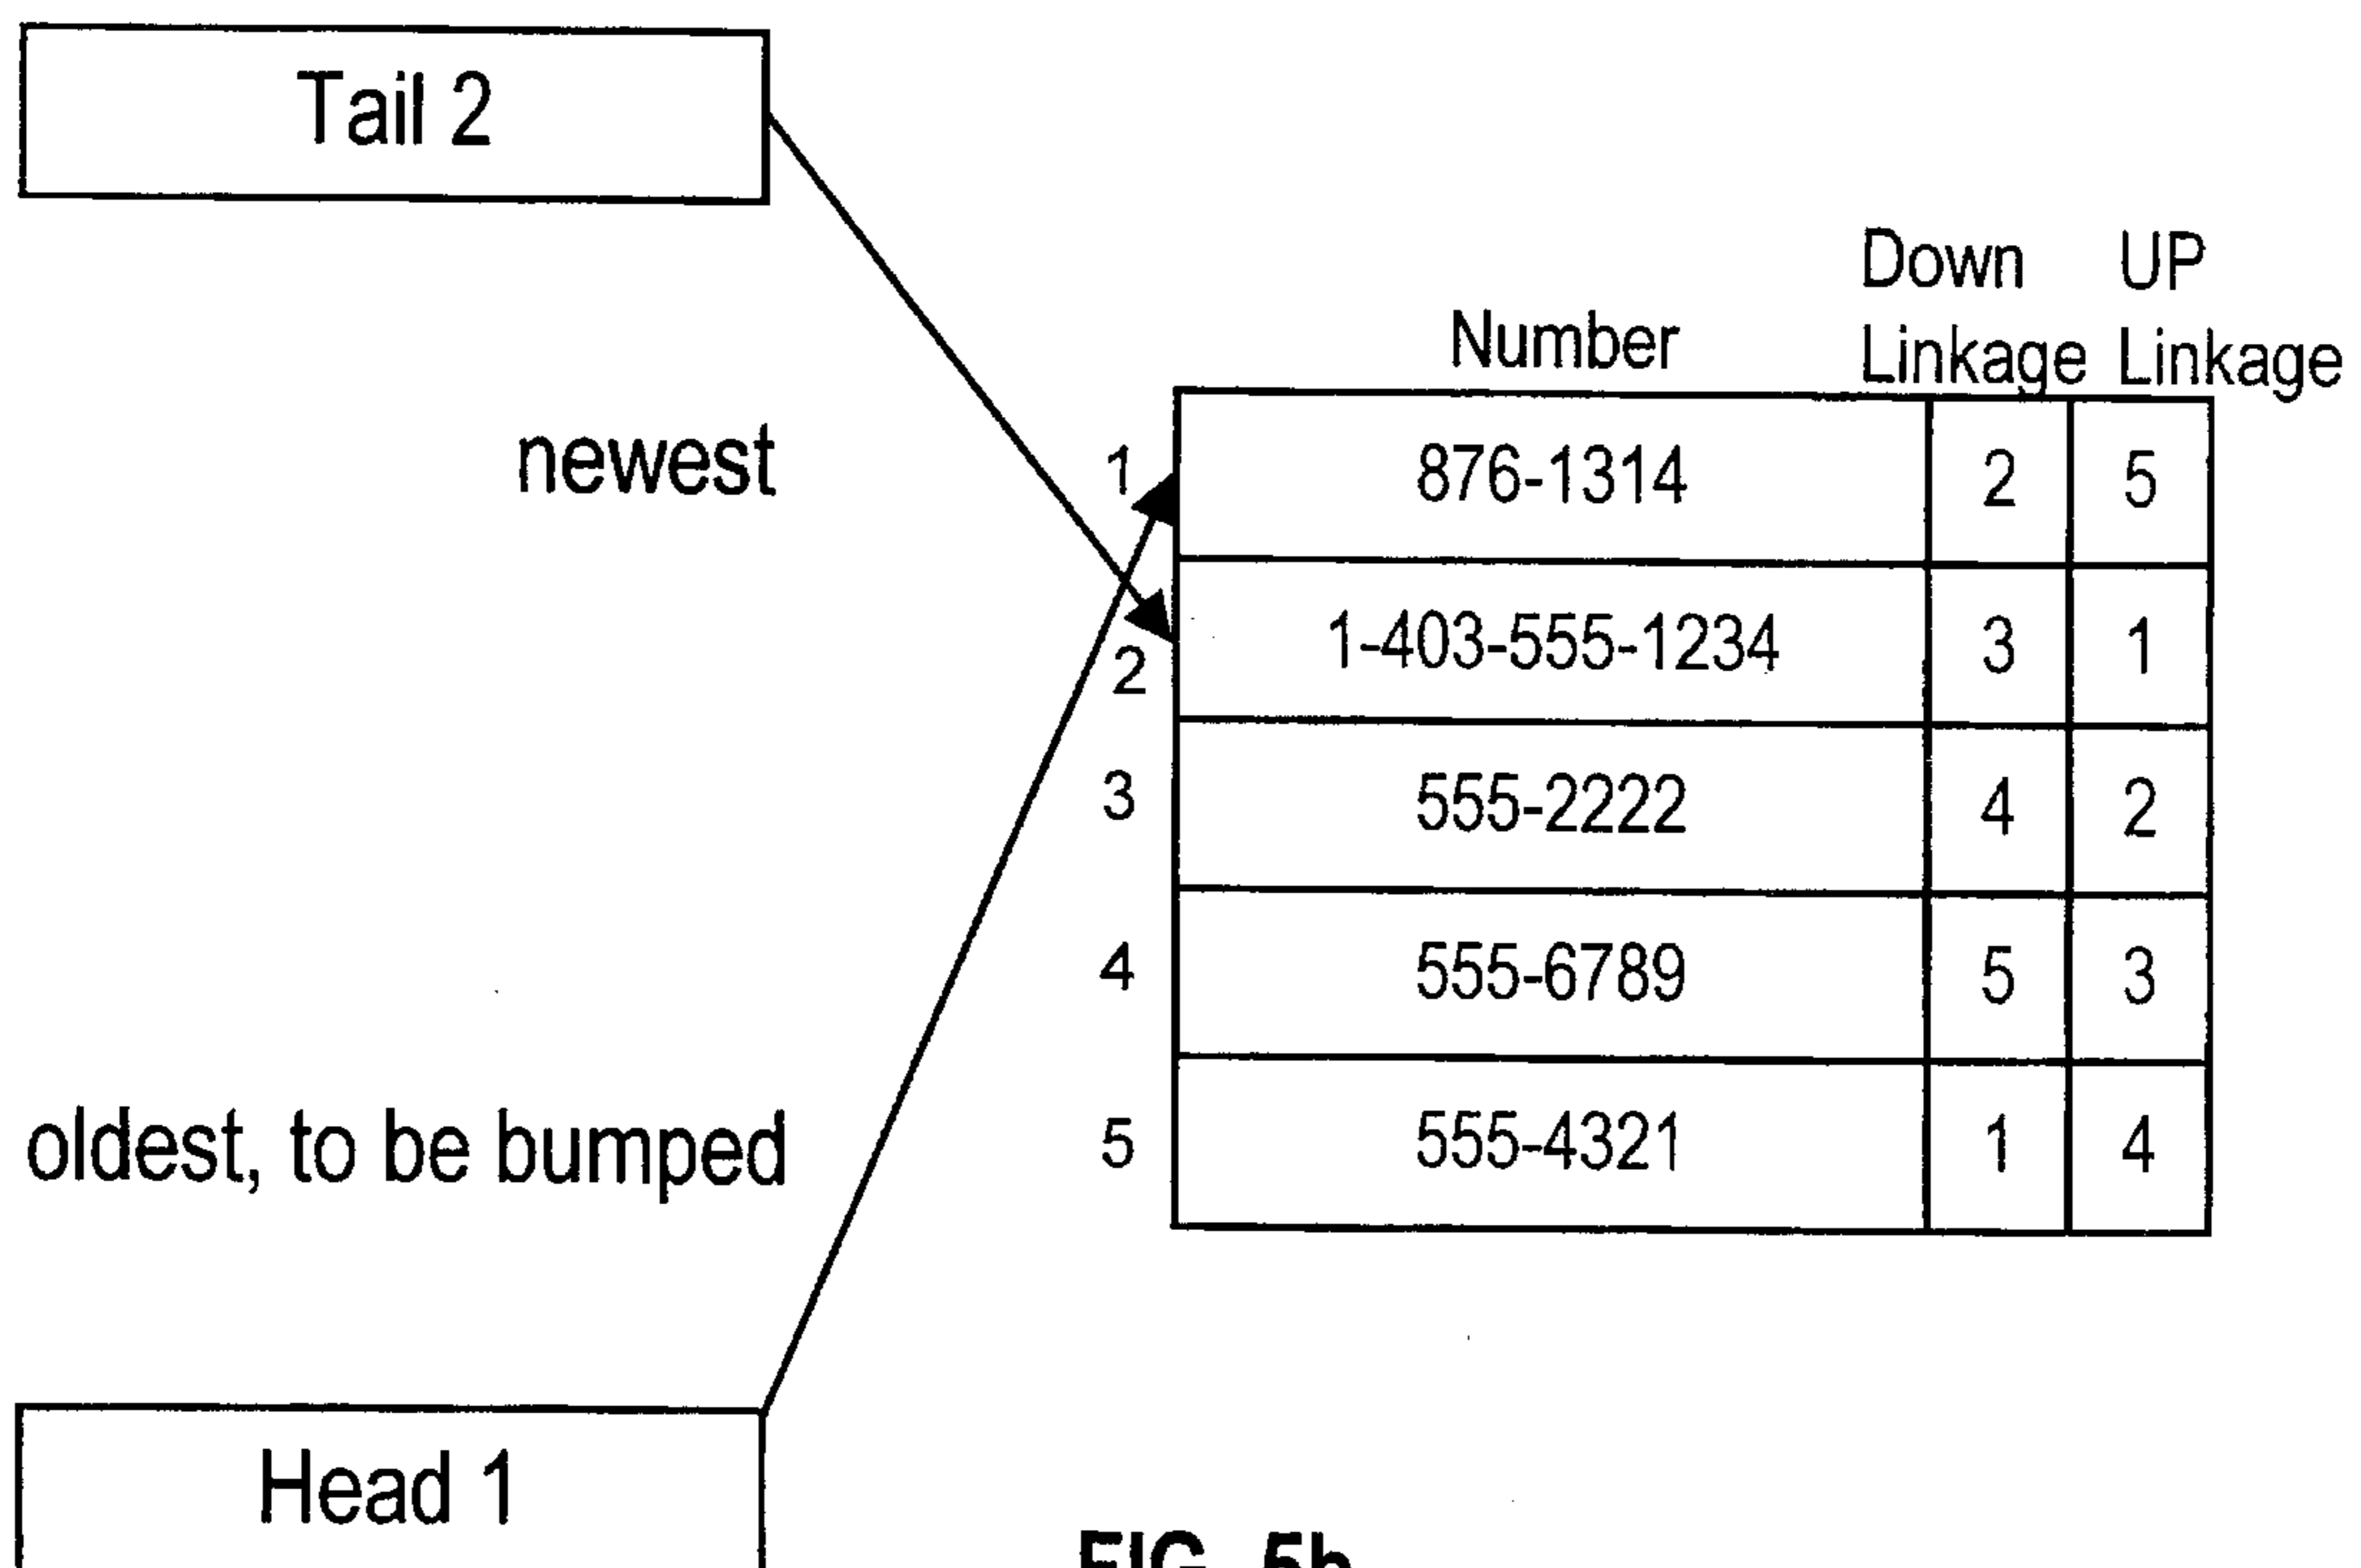 Tail 2
Down UP
Number Linkage Linkage
newest
1 876-1314 2 5
2 1-403-555-1234 3 1
3 555-2222 4 2
4 555-6789 5 3
oldest, to be bumped
5 555-4321 1 4
Head 1
FIG. 5b